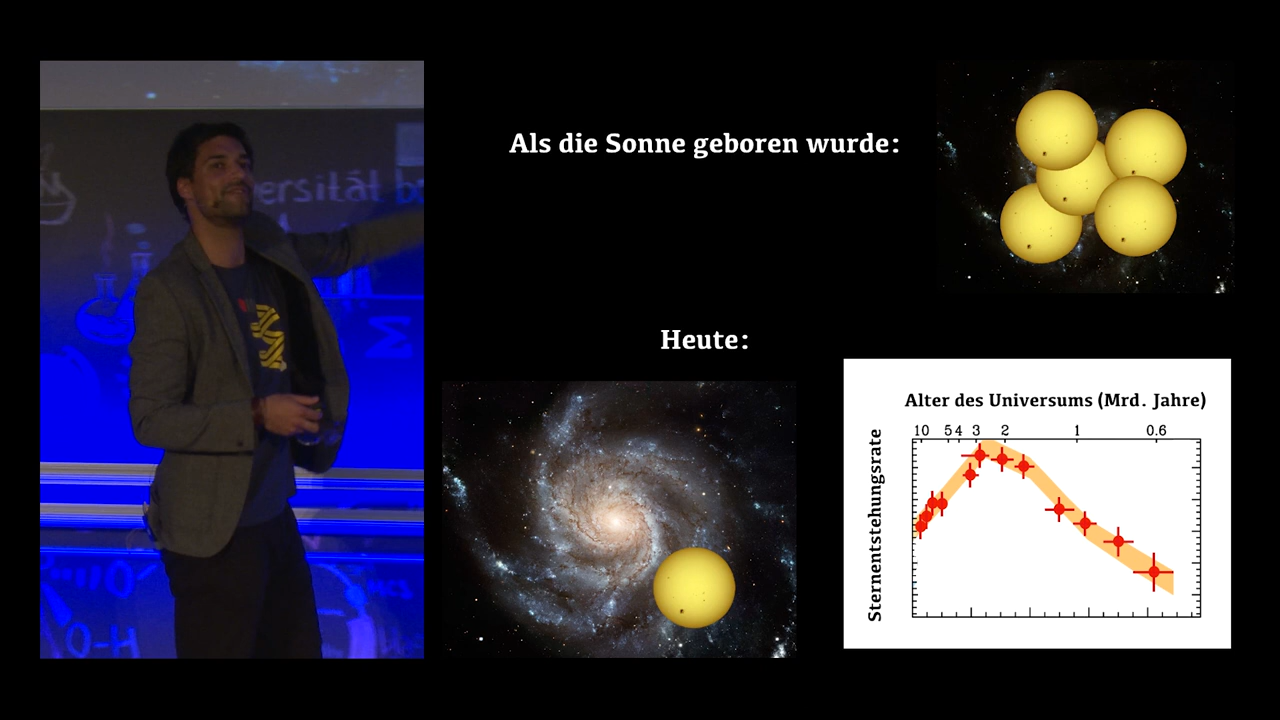 Als die Sonne geboren wurde:
Heute:
Alter des Universums (Mrd. Jahre)
10 5 4 3 2 1 0.6
Sternentstehungsrate
ersität
M
O-H